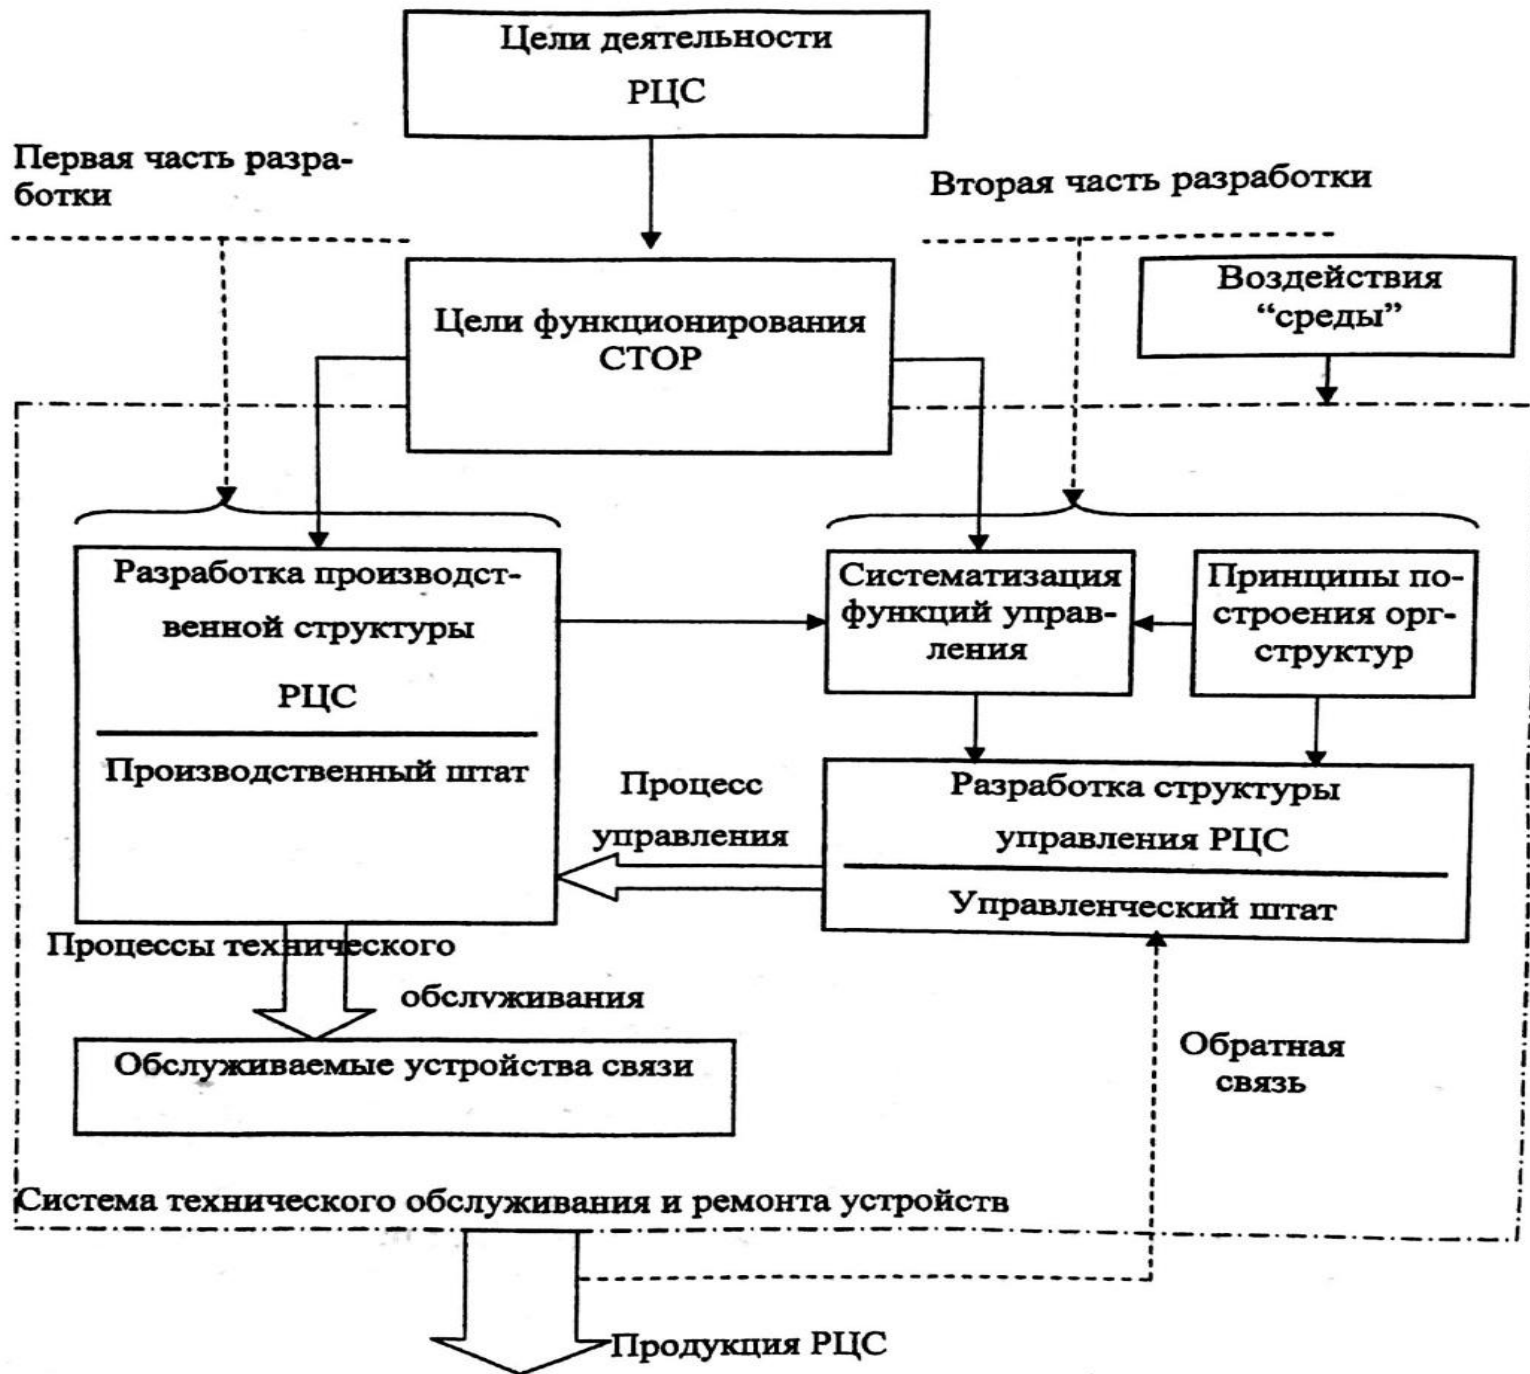 Цели деятельности
РЦС
Первая часть разра-
ботки
Вторая часть разработки
Воздействия
“среды”
Цели функционирования
СТОР
Разработка производст-
венной структуры
РЦС
Производственный штат
Систематизация
функций управ-
ления
Принципы по-
строения орг-
структур
Процесс
управления
Разработка структуры
управления РЦС
Управленческий штат
Процессы технического
обслуживания
Обслуживаемые устройства связи
Обратная
связь
Система технического обслуживания и ремонта устройств
Продукция РЦС